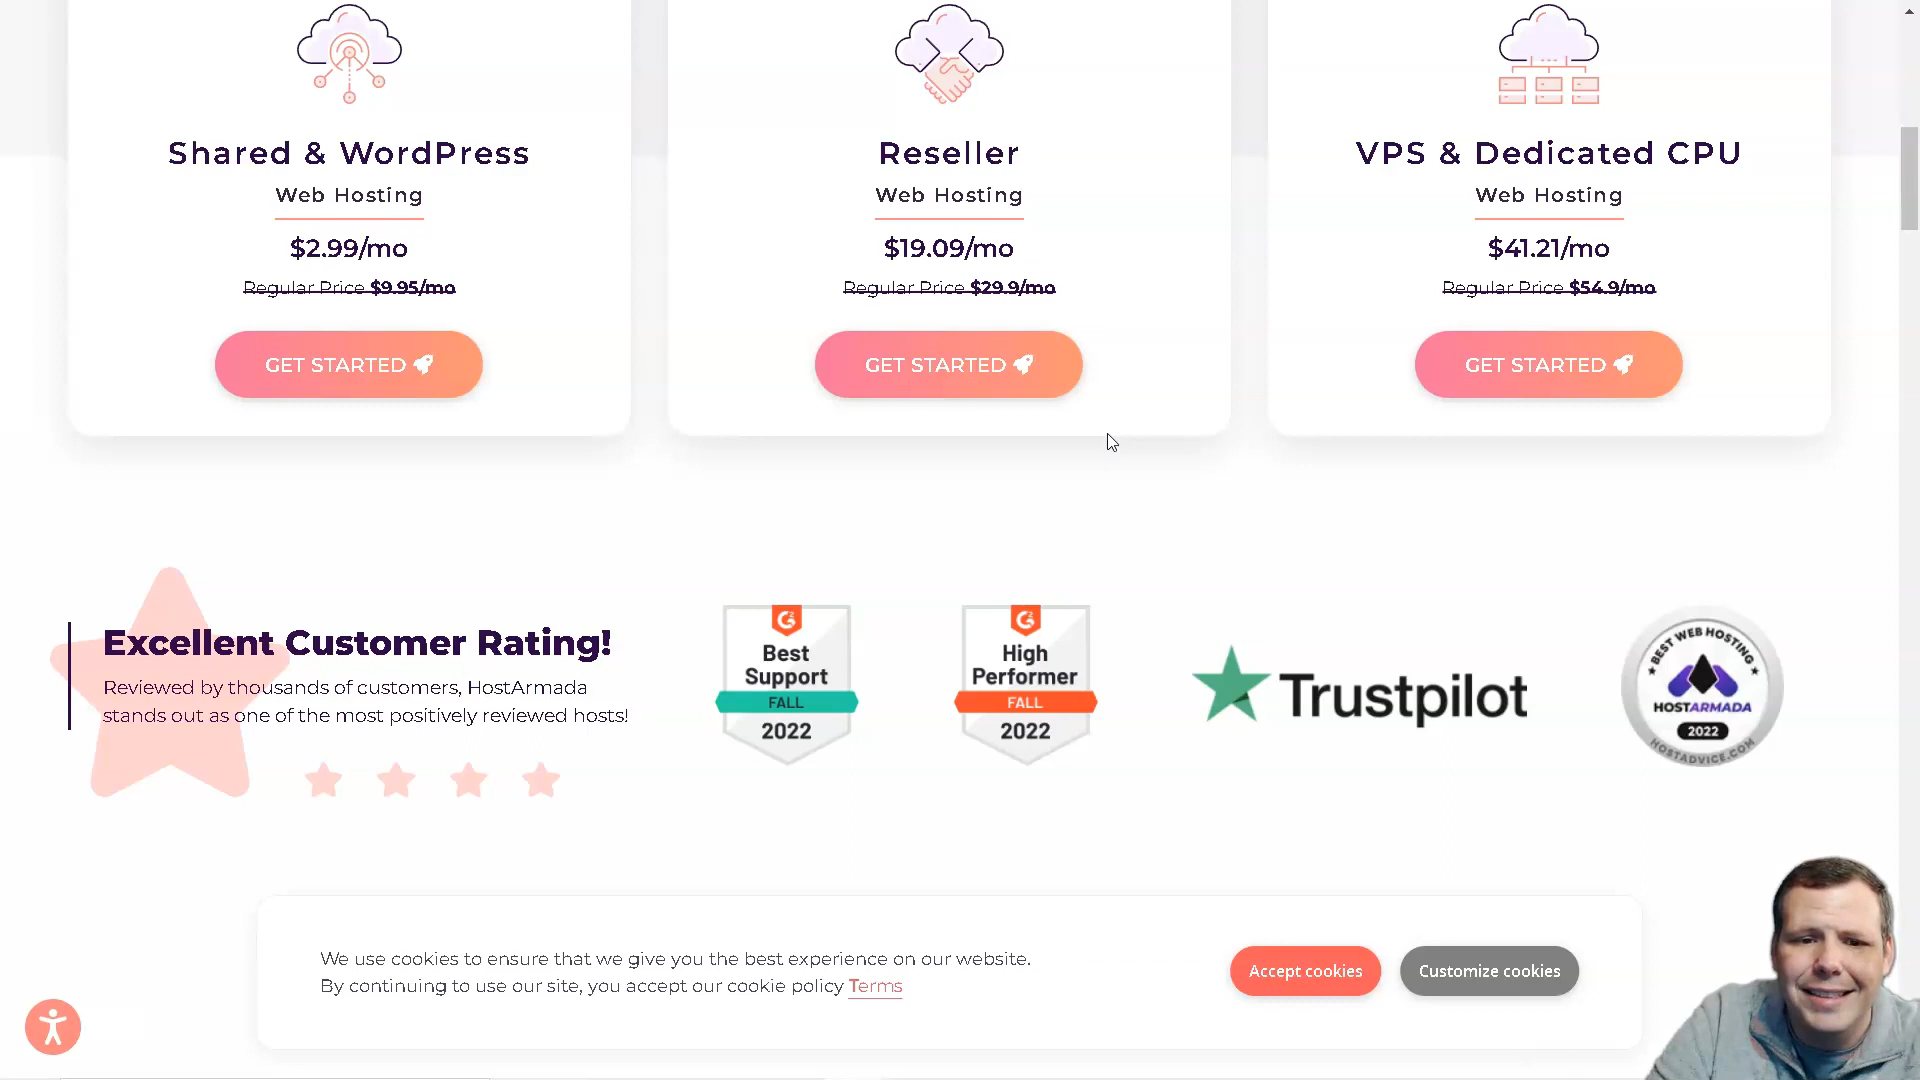 Shared & WordPress
Web Hosting
$2.99/mo
Regular Price $9.95/mo
GET STARTED
Reseller
Web Hosting
$19.09/mo
Regular Price $29.9/mo
GET STARTED
VPS & Dedicated CPU
Web Hosting
$41.21/mo
Regular Price $54.9/mo
GET STARTED
Excellent Customer Rating!
Reviewed by thousands of customers, HostArmada
stands out as one of the most positively reviewed hosts!
G2
Best
Support
FALL
2022
G2
High
Performer
FALL
2022
Trustpilot
BEST WEB HOSTING
HOSTARMADA
2022
HOSTADVICE.COM
We use cookies to ensure that we give you the best experience on our website.
By continuing to use our site, you accept our cookie policy Terms
Accept cookies
Customize cookies